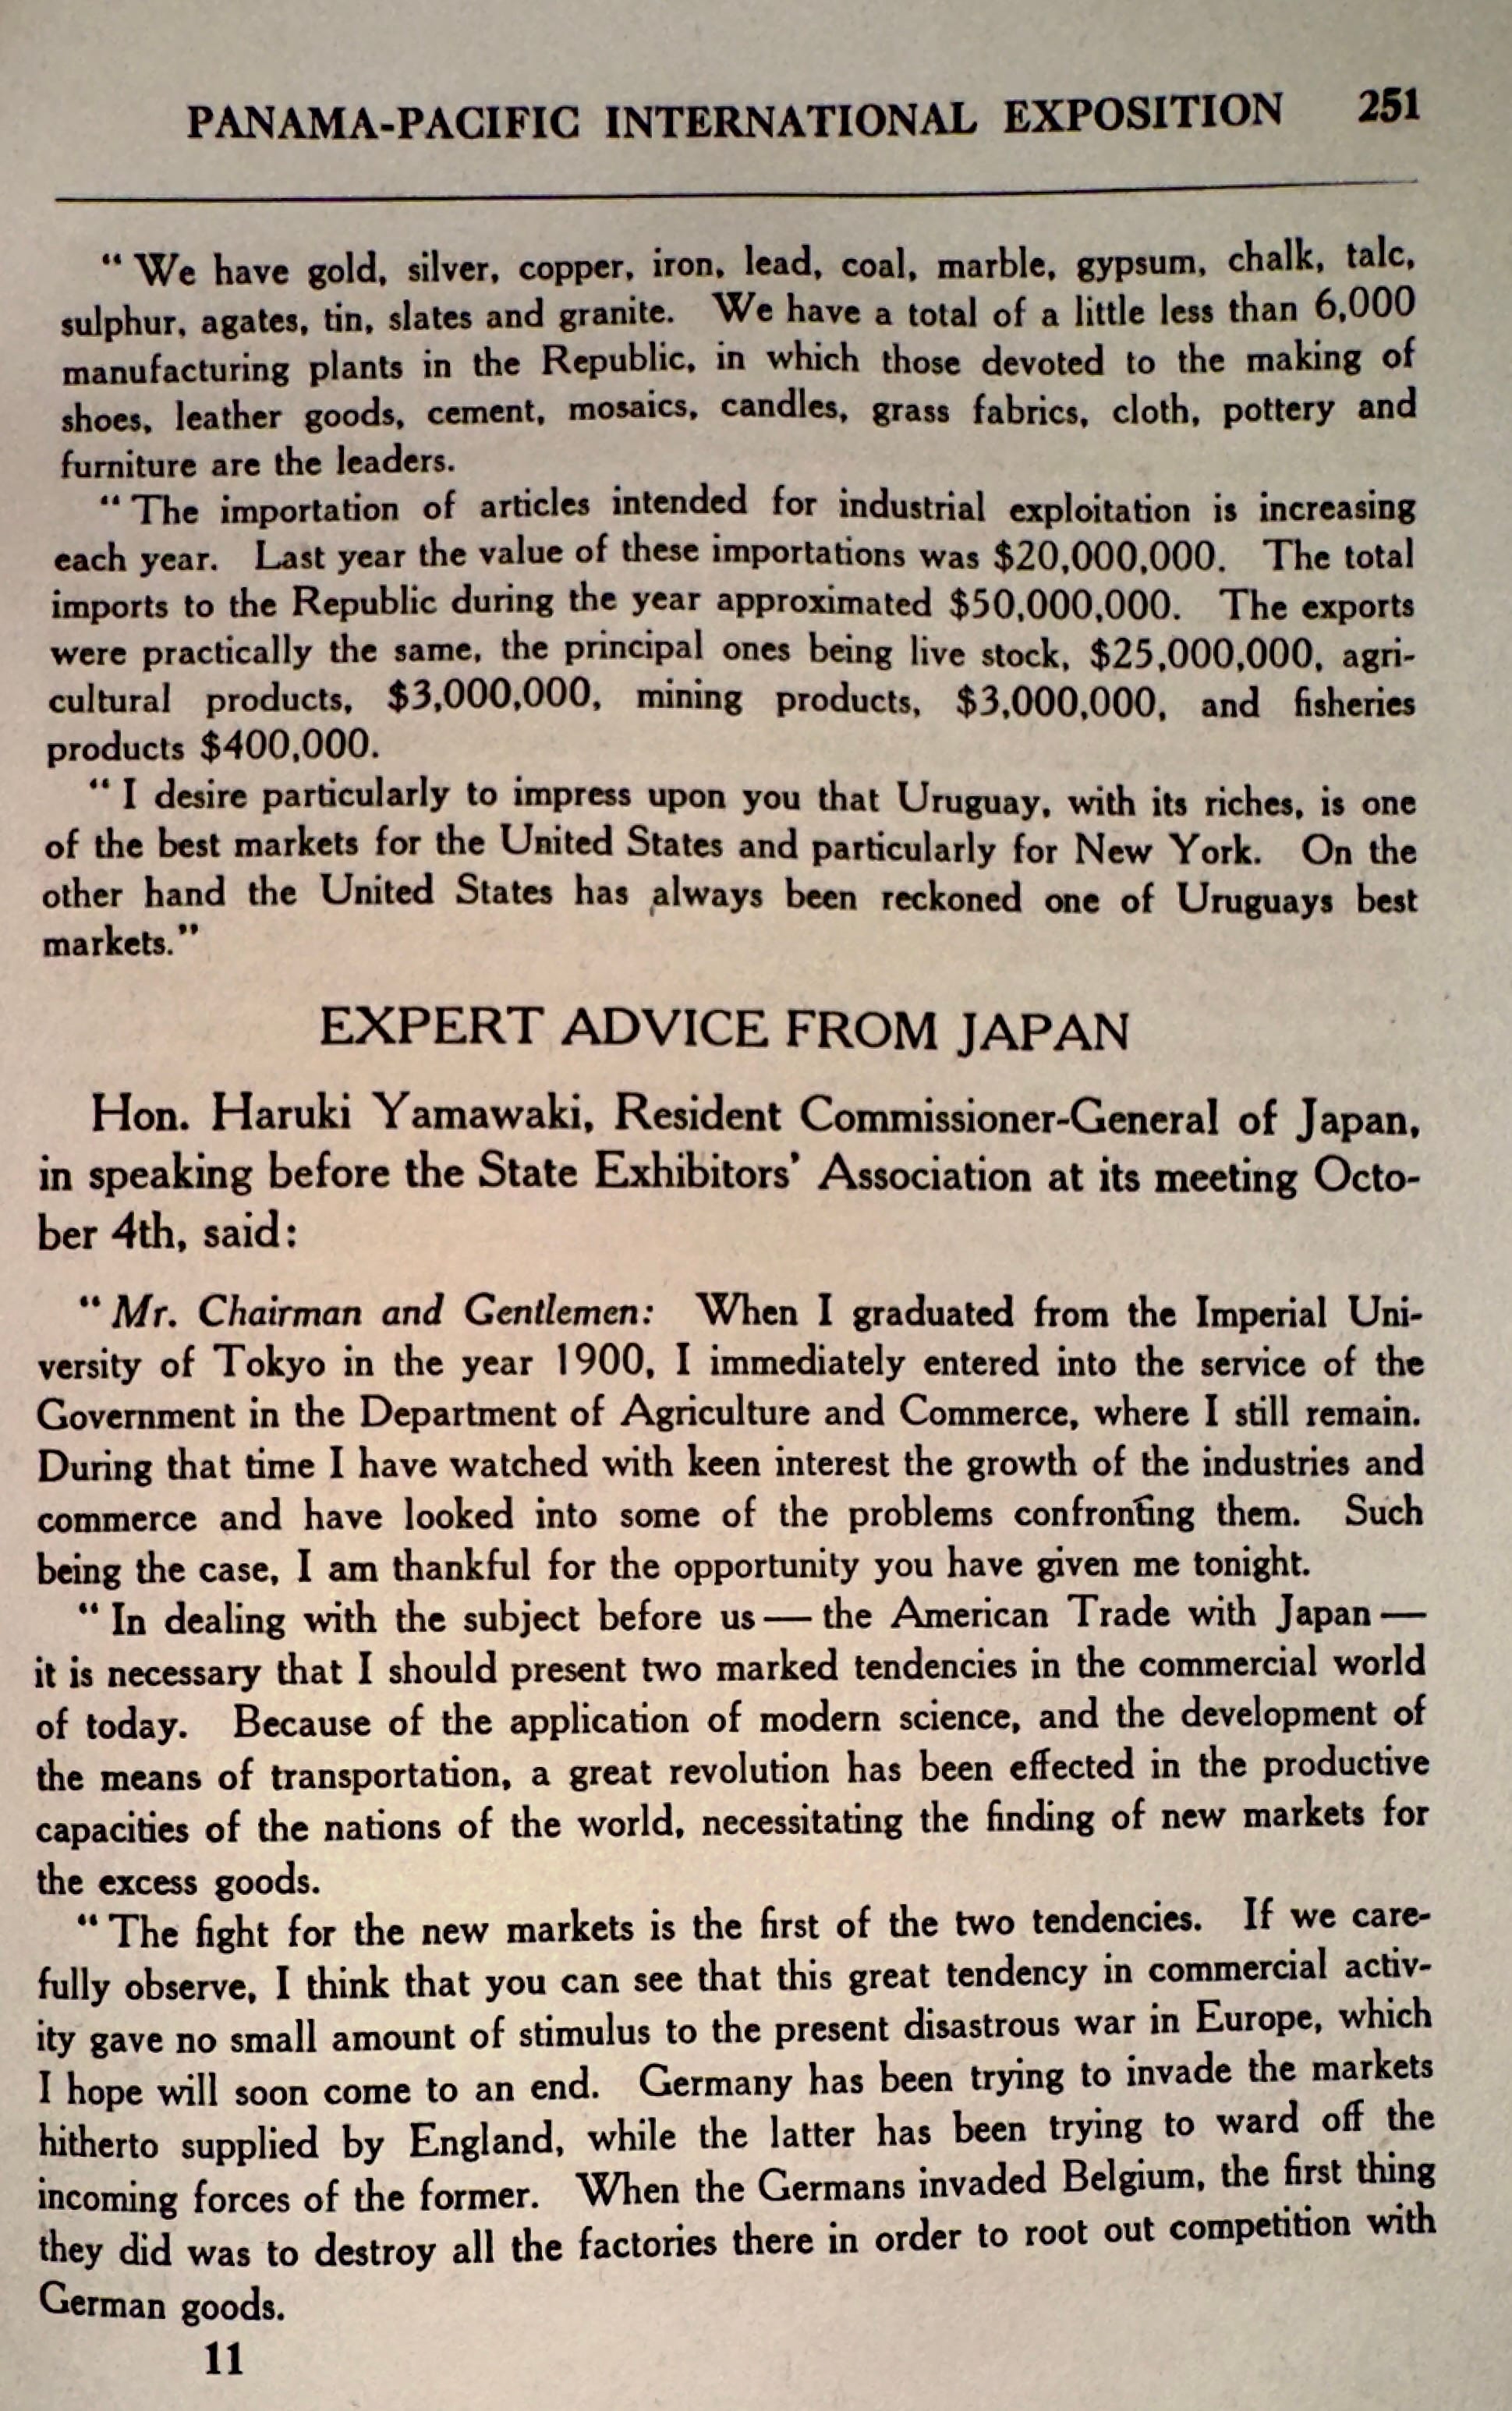 PANAMA-PACIFIC INTERNATIONAL EXPOSITION 251
“ We have gold, silver, copper, iron, lead, coal, marble, gypsum, chalk, talc,
sulphur, agates, tin, slates and granite. We have a total of a little less than 6,000
manufacturing plants in the Republic, in which those devoted to the making of
shoes, leather goods, cement, mosaics, candles, grass fabrics, cloth, pottery and
furniture are the leaders.
“ The importation of articles intended for industrial exploitation is increasing
each year. Last year the value of these importations was $20,000,000. The total
imports to the Republic during the year approximated $50,000,000. The exports
were practically the same, the principal ones being live stock, $25,000,000, agri-
cultural products, $3,000,000, mining products, $3,000,000, and fisheries
products $400,000.
“ I desire particularly to impress upon you that Uruguay, with its riches, is one
of the best markets for the United States and particularly for New York. On the
other hand the United States has always been reckoned one of Uruguays best
markets.”
EXPERT ADVICE FROM JAPAN
Hon. Haruki Yamawaki, Resident Commissioner-General of Japan,
in speaking before the State Exhibitors’ Association at its meeting Octo-
ber 4th, said:
“ Mr. Chairman and Gentlemen: When I graduated from the Imperial Uni-
versity of Tokyo in the year 1900, I immediately entered into the service of the
Government in the Department of Agriculture and Commerce, where I still remain.
During that time I have watched with keen interest the growth of the industries and
commerce and have looked into some of the problems confronting them. Such
being the case, I am thankful for the opportunity you have given me tonight.
“ In dealing with the subject before us — the American Trade with Japan —
it is necessary that I should present two marked tendencies in the commercial world
of today. Because of the application of modern science, and the development of
the means of transportation, a great revolution has been effected in the productive
capacities of the nations of the world, necessitating the finding of new markets for
the excess goods.
“ The fight for the new markets is the first of the two tendencies. If we care-
fully observe, I think that you can see that this great tendency in commercial activ-
ity gave no small amount of stimulus to the present disastrous war in Europe, which
I hope will soon come to an end. Germany has been trying to invade the markets
hitherto supplied by England, while the latter has been trying to ward off the
incoming forces of the former. When the Germans invaded Belgium, the first thing
they did was to destroy all the factories there in order to root out competition with
German goods.
11